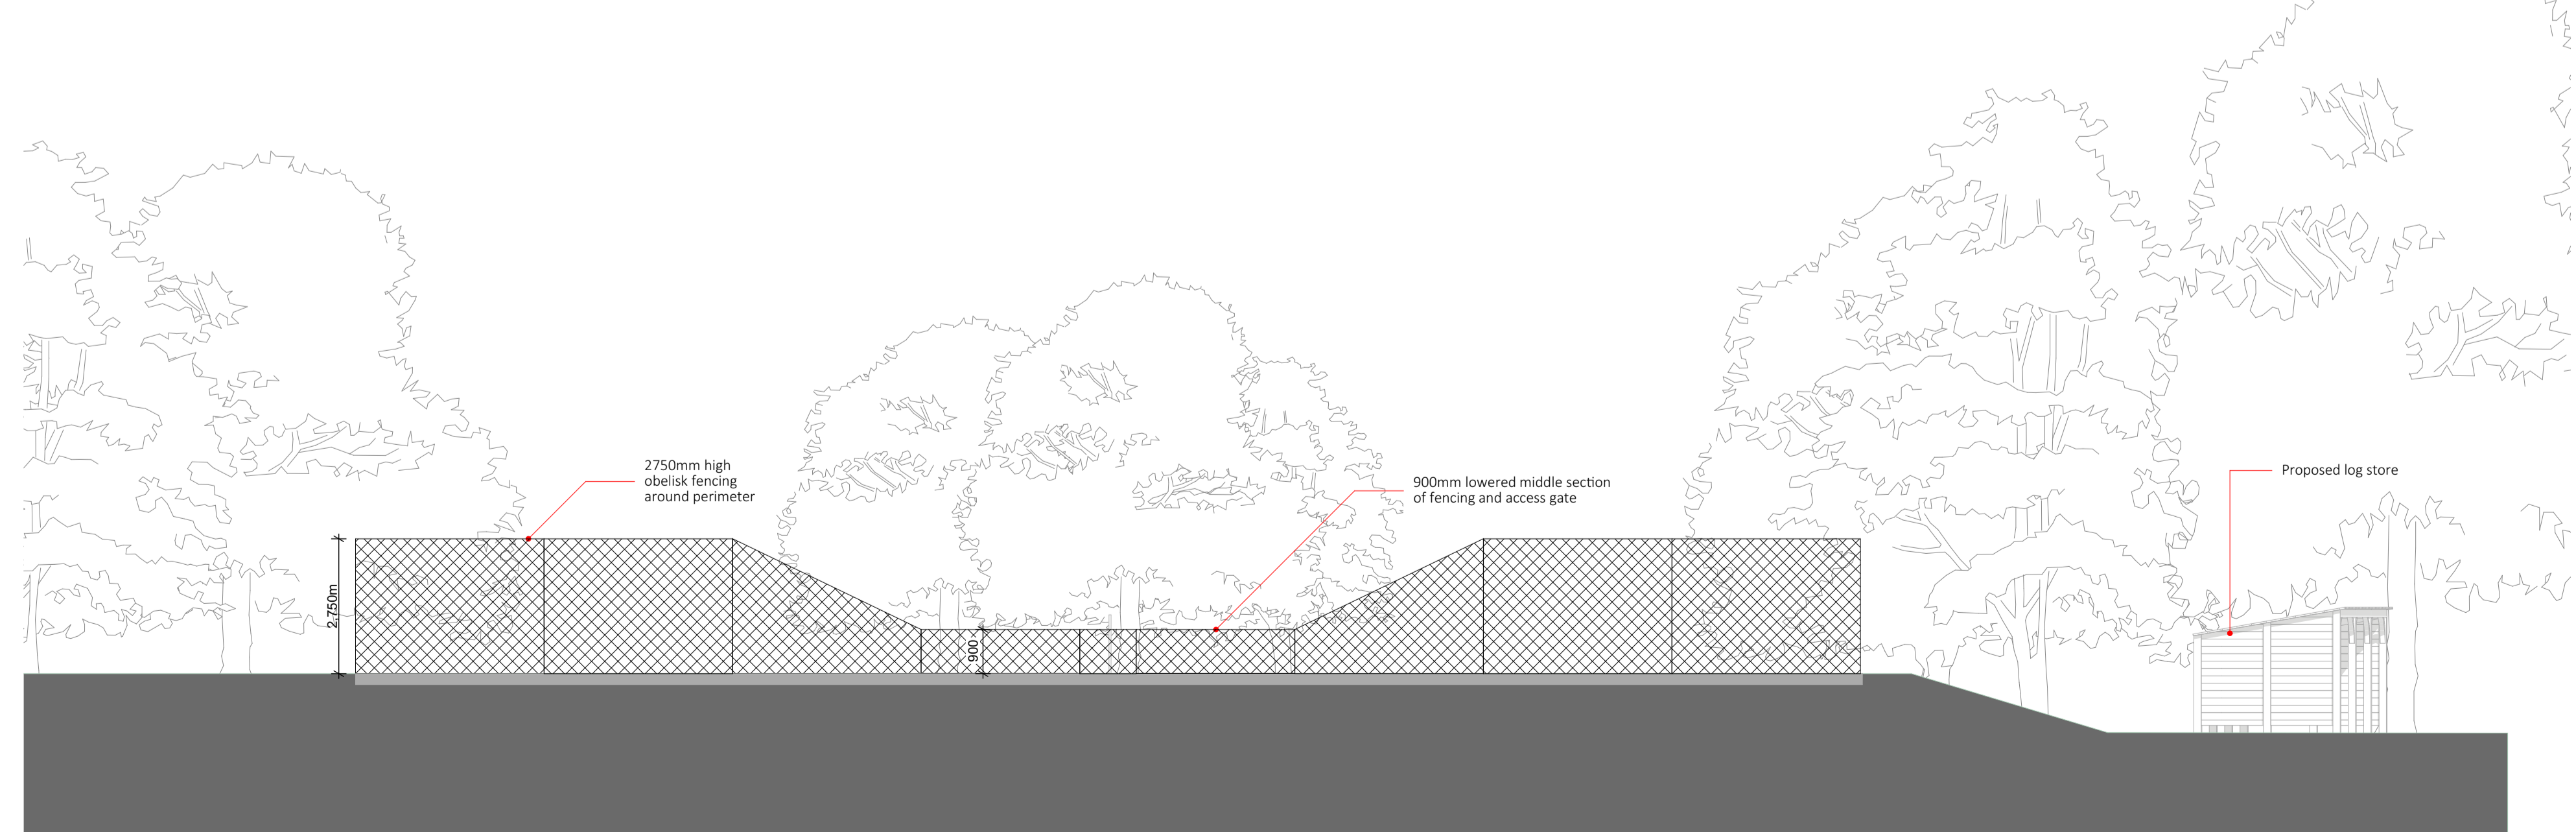 2750mm high
obelisk fencing
around perimeter
900mm lowered middle section
of fencing and access gate
Proposed log store
2,750m
900